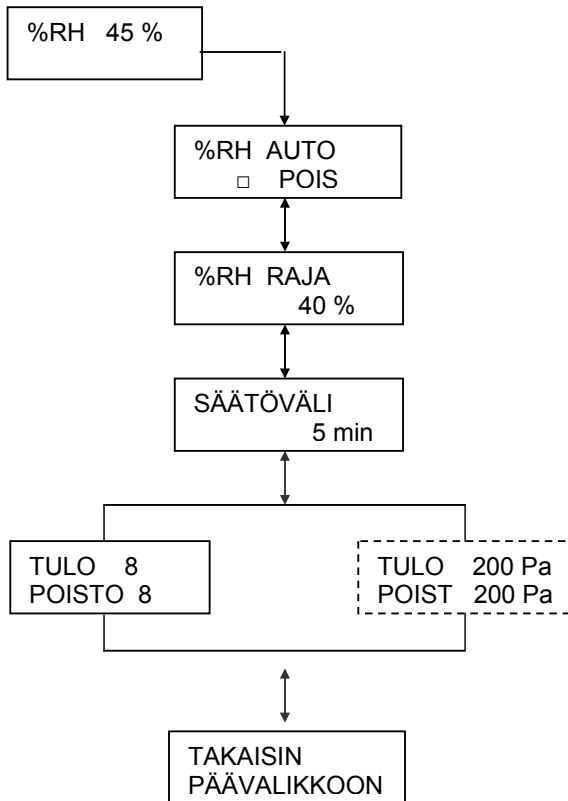 %RH 45 %
%RH AUTO
□ POIS
%RH RAJA
40 %
SÄÄTÖVÄLI
5 min
TULO 8
POISTO 8
TULO 200 Pa
POIST 200 Pa
TAKAISIN
PÄÄVALIKKOON